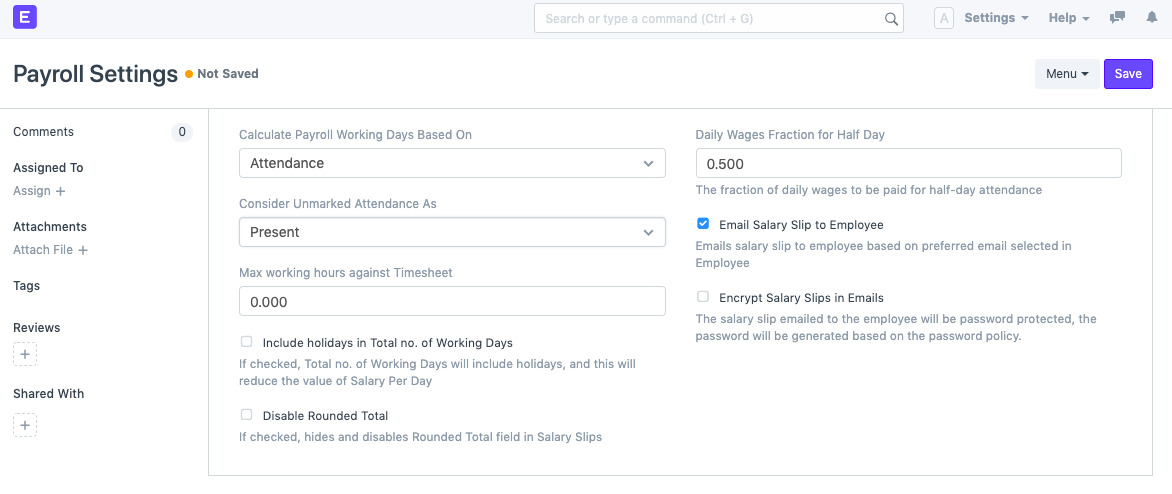 E
Search or type a command (Ctrl + G)
A
Settings
Help
Payroll Settings
Not Saved
Menu
Save
Comments
0
Assigned To
Assign +
Attachments
Attach File +
Tags
Reviews
+
Shared With
+
Calculate Payroll Working Days Based On
Attendance
Consider Unmarked Attendance As
Present
Max working hours against Timesheet
0.000
Include holidays in Total no. of Working Days
If checked, Total no. of Working Days will include holidays, and this will
reduce the value of Salary Per Day
Disable Rounded Total
If checked, hides and disables Rounded Total field in Salary Slips
Daily Wages Fraction for Half Day
0.500
The fraction of daily wages to be paid for half-day attendance
Email Salary Slip to Employee
Emails salary slip to employee based on preferred email selected in
Employee
Encrypt Salary Slips in Emails
The salary slip emailed to the employee will be password protected, the
password will be generated based on the password policy.